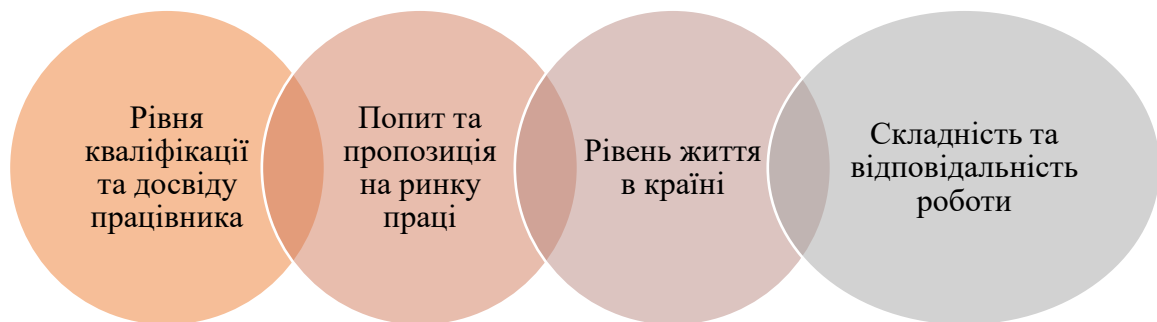 Рівня
кваліфікації
та досвіду
працівника
Попит та
пропозиція
на ринку
праці
Рівень життя
в країні
Складність та
відповідальність
роботи